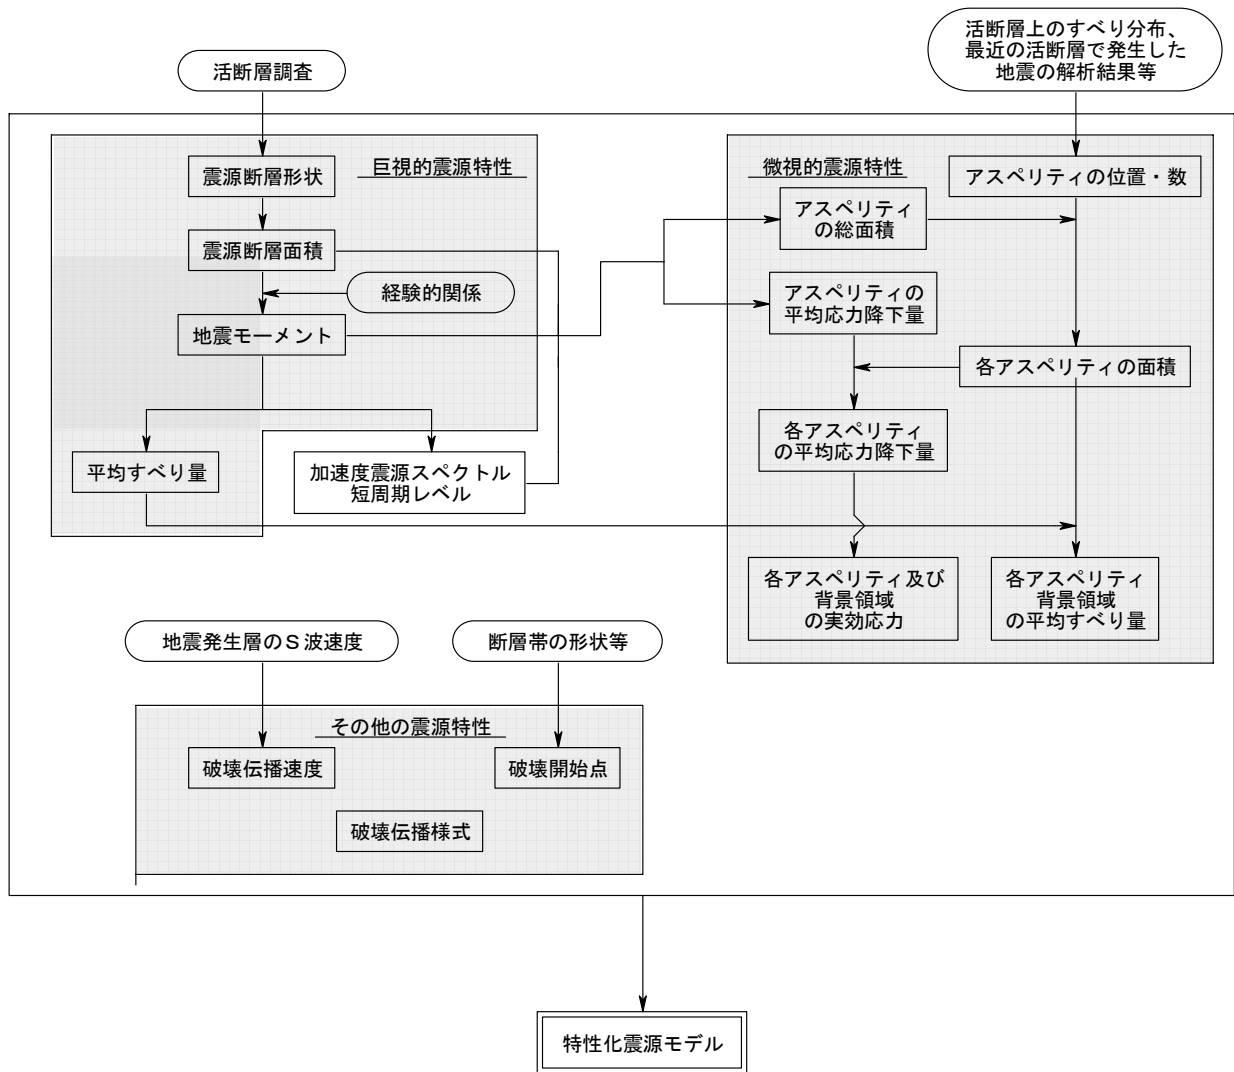 活断層上のすべり分布、
最近の活断層で発生した
地震の解析結果等
活断層調査
巨視的震源特性
震源断層形状
震源断層面積
経験的関係
地震モーメント
平均すべり量
加速度震源スペクトル
短周期レベル
微視的震源特性
アスペリティの位置・数
アスペリティ
の総面積
アスペリティの
平均応力降下量
各アスペリティの面積
各アスペリティ
の平均応力降下量
各アスペリティ及び
背景領域
の実効応力
各アスペリティ
背景領域
の平均すべり量
地震発生層のS波速度
断層帯の形状等
その他の震源特性
破壊伝播速度
破壊開始点
破壊伝播様式
特性化震源モデル